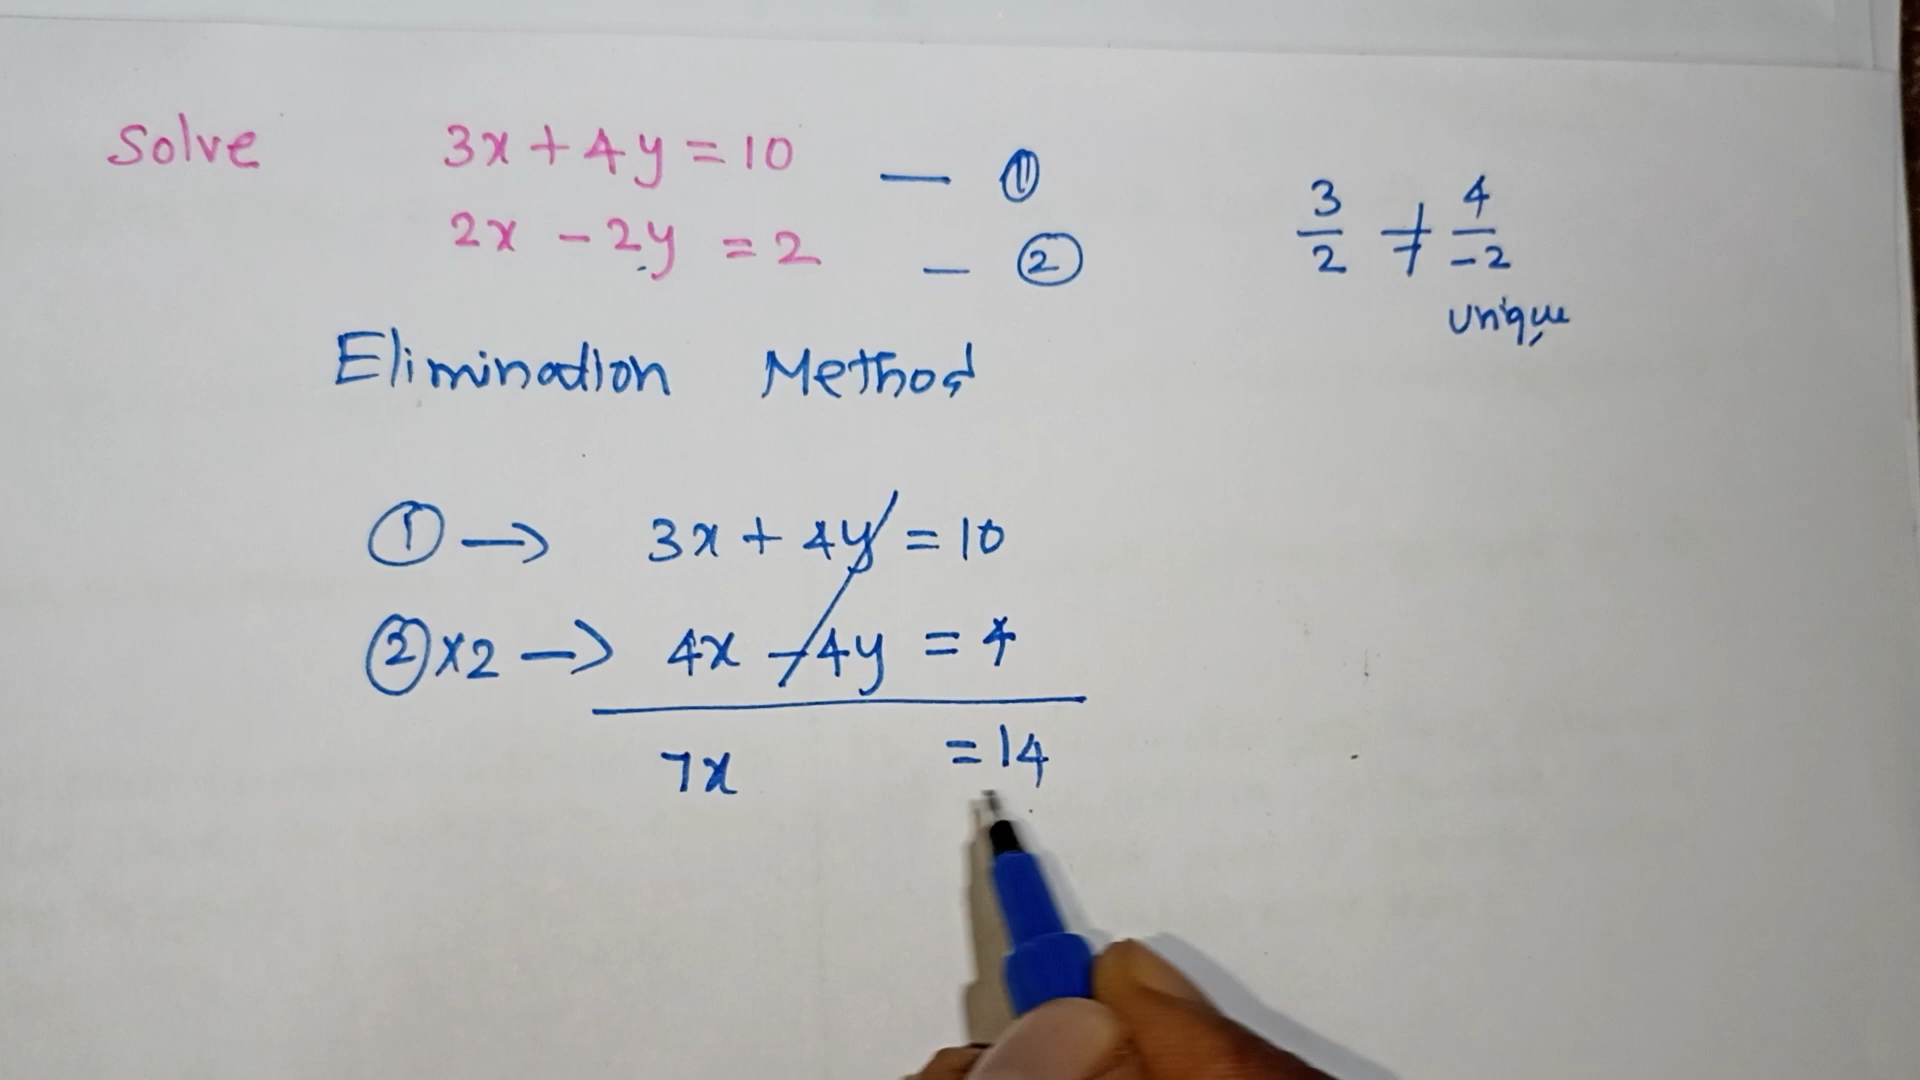 Solve 3x + 4y = 10 — ①
2x - 2y = 2 — ②
3/2 ≠ 4/-2
unique
Elimination Method
① → 3x + 4y = 10
② x2 → 4x - 4y = 4
7x = 14